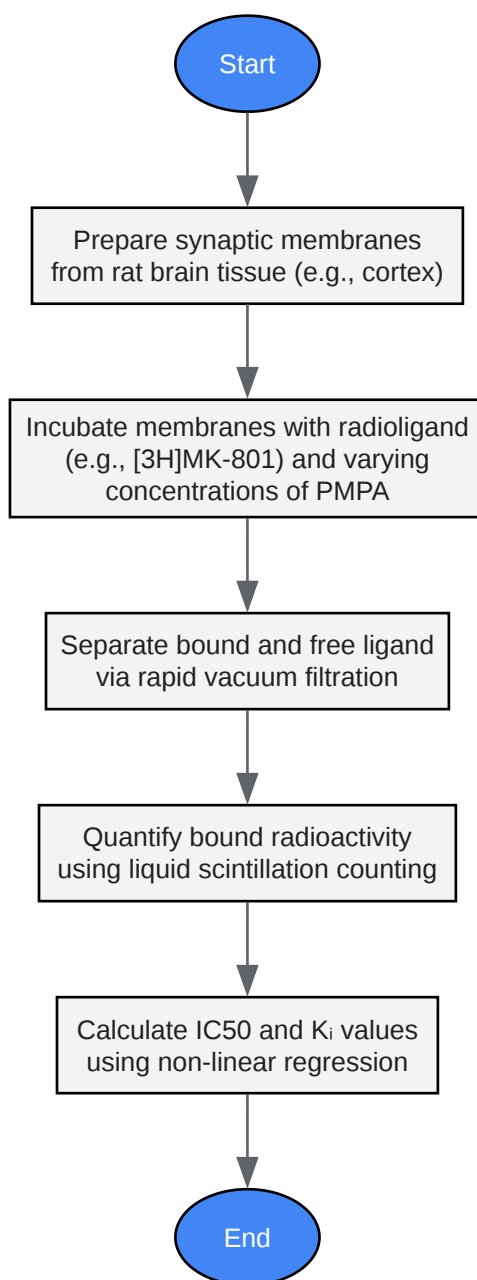 Start
Prepare synaptic membranes
from rat brain tissue (e.g., cortex)
Incubate membranes with radioligand
(e.g., [3H]MK-801) and varying
concentrations of PMPA
Separate bound and free ligand
via rapid vacuum filtration
Quantify bound radioactivity
using liquid scintillation counting
Calculate IC50 and Kᵢ values
using non-linear regression
End